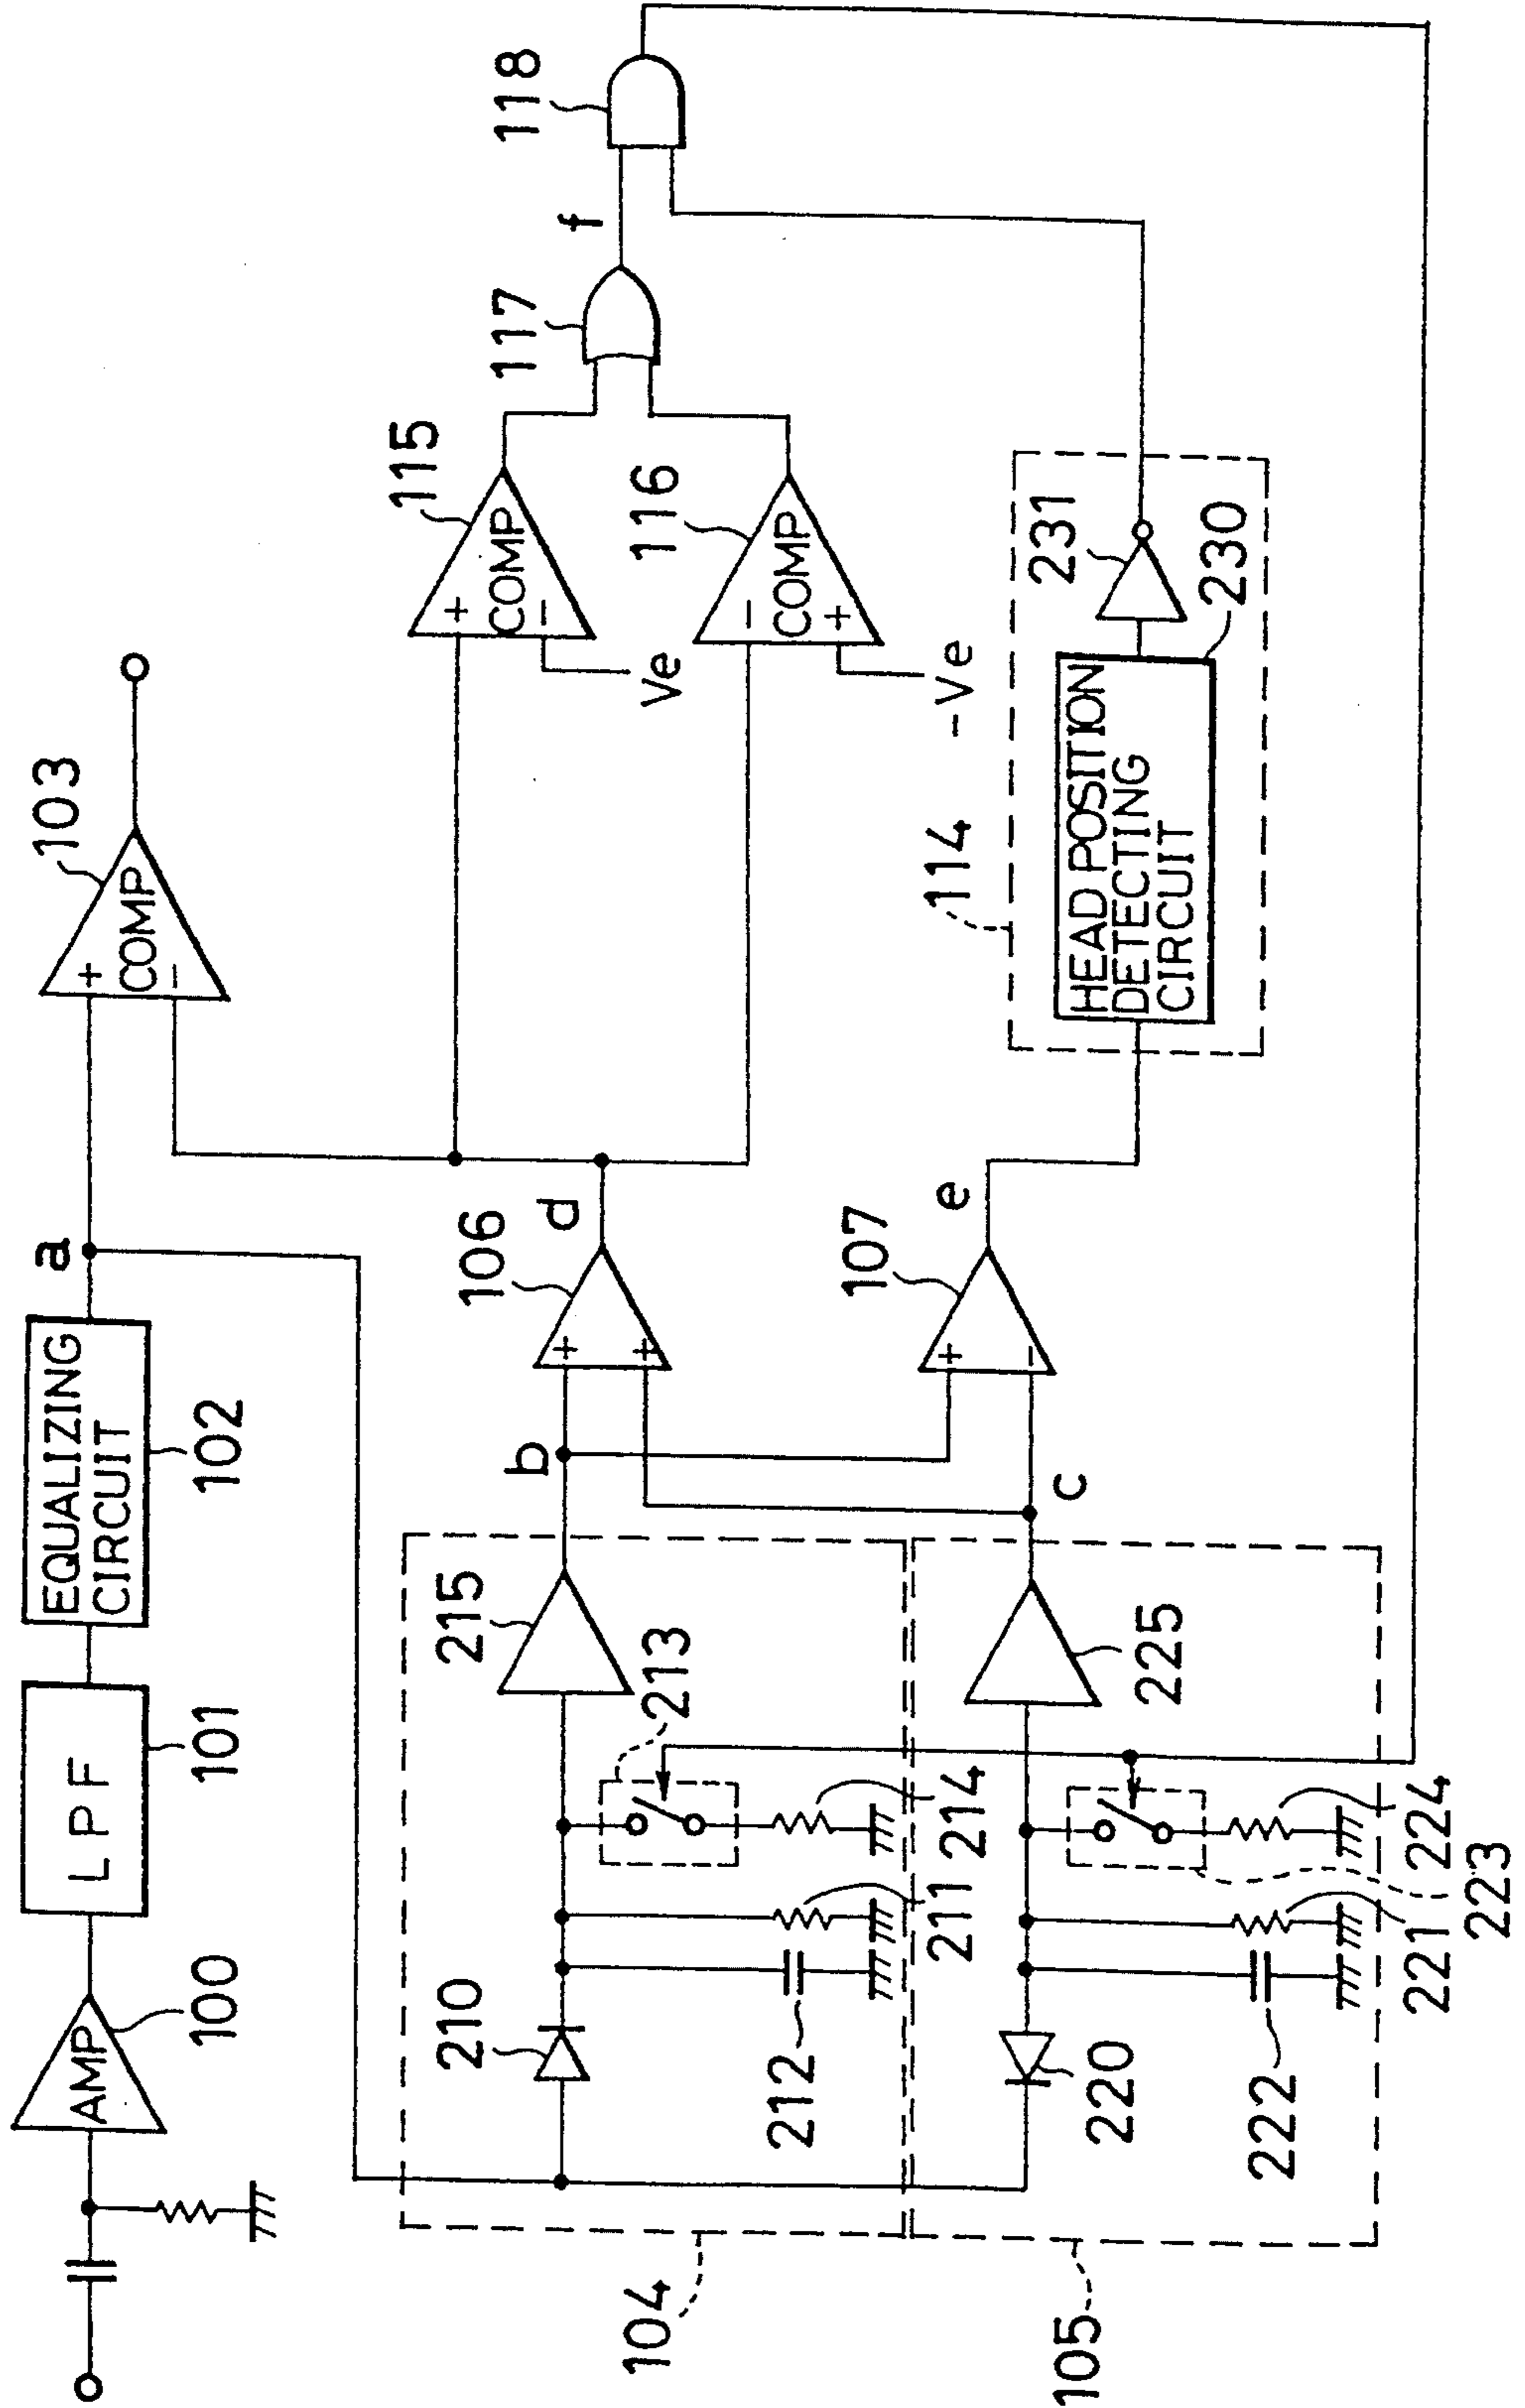 AMP
100
LPF
101
EQUALIZING
CIRCUIT
102
a
+
−
COMP
103
104
210
212
211
214
213
215
b
+
+
106
d
+
−
COMP
115
Ve
−
+
COMP
116
−Ve
117
f
118
105
220
222
221
224
223
225
c
+
−
107
e
114
HEAD POSITION
DETECTING
CIRCUIT
230
231